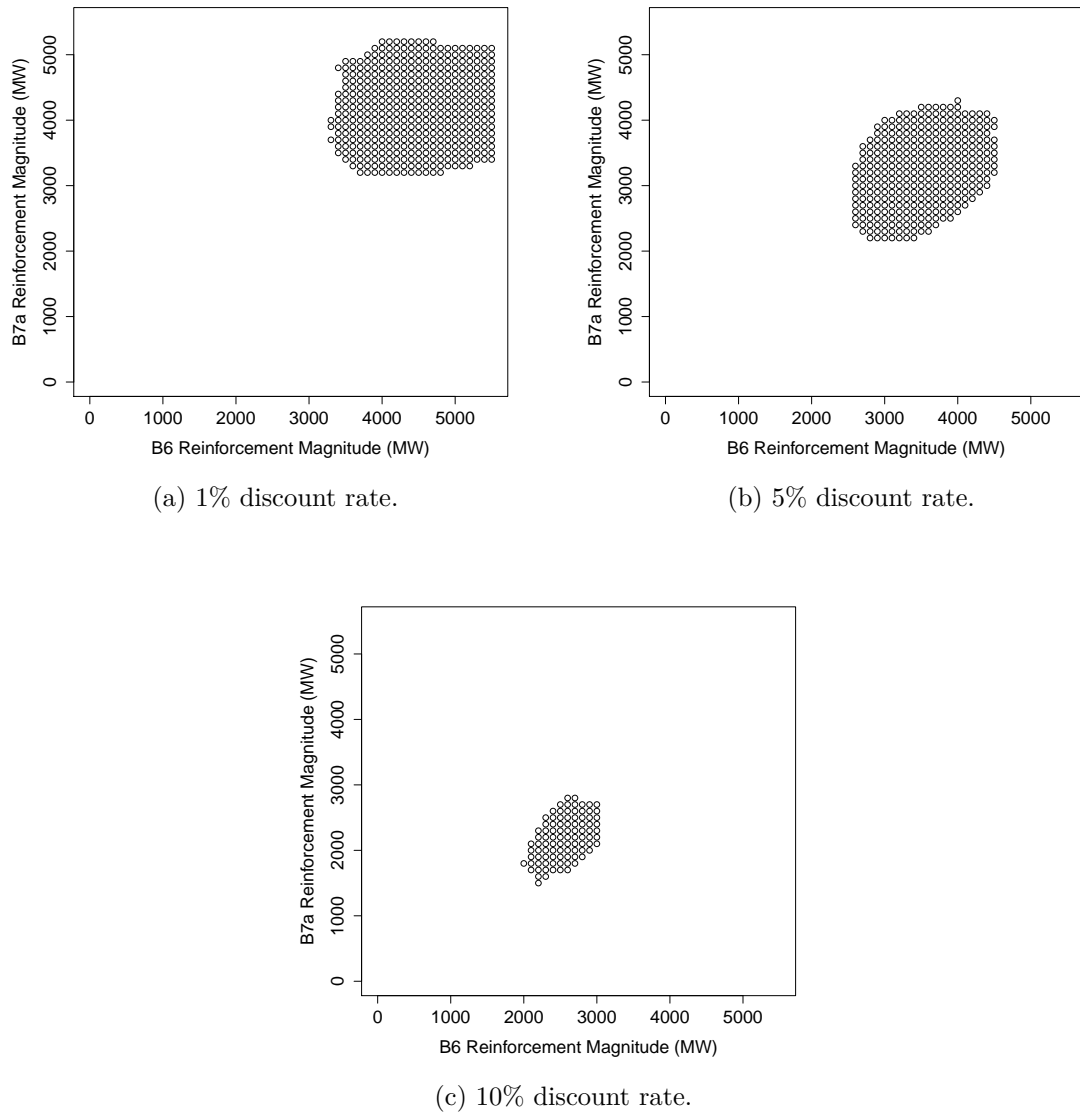 5000
4000
3000
2000
1000
0
B7a Reinforcement Magnitude (MW)
0 1000 2000 3000 4000 5000
B6 Reinforcement Magnitude (MW)
(a) 1% discount rate.
5000
4000
3000
2000
1000
0
B7a Reinforcement Magnitude (MW)
0 1000 2000 3000 4000 5000
B6 Reinforcement Magnitude (MW)
(b) 5% discount rate.
5000
4000
3000
2000
1000
0
B7a Reinforcement Magnitude (MW)
0 1000 2000 3000 4000 5000
B6 Reinforcement Magnitude (MW)
(c) 10% discount rate.